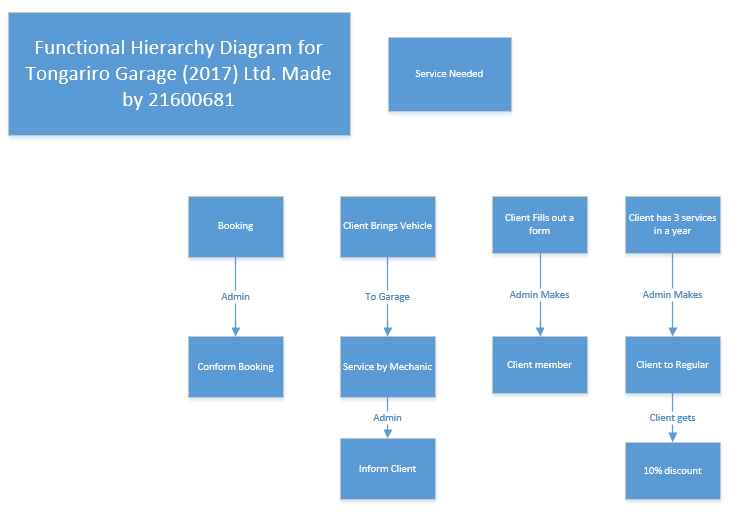 Functional Hierarchy Diagram for
Tongariro Garage (2017) Ltd. Made
by 21600681
Service Needed
Booking
Client Brings Vehicle
Client Fills out a
form
Client has 3 services
in a year
Admin
To Garage
Admin Makes
Admin Makes
Conform Booking
Service by Mechanic
Client member
Client to Regular
Admin
Client gets
Inform Client
10% discount